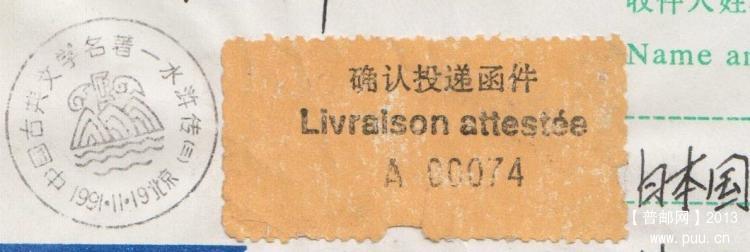 中国古典文学名著—水浒传(三)
1991·11·19北京
确认投递函件
Livraison attestée
A 00074
收件人姓
Name an
日本国
【普邮网】2013
www.puu.cn